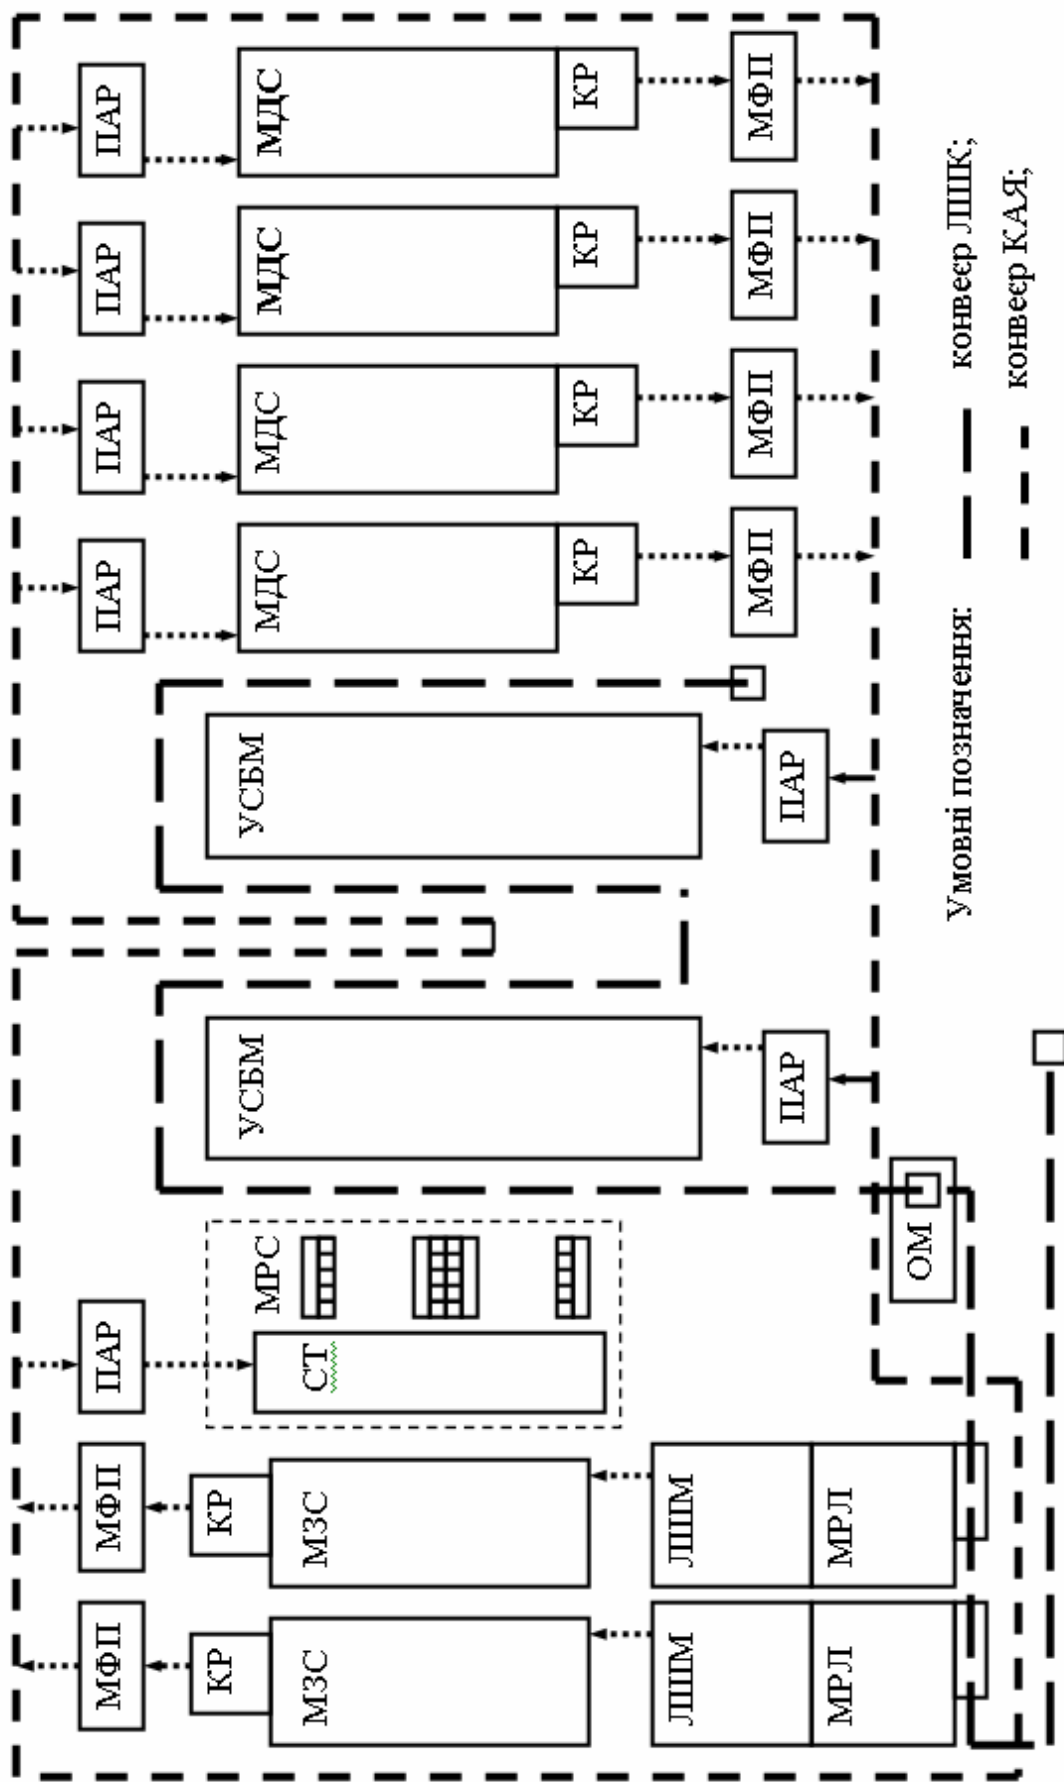 МФП
МФП
ПАР
ПАР
ПАР
ПАР
ПАР
КР
КР
МРС
УСБМ
УСБМ
МДС
МДС
МДС
МДС
МЗС
МЗС
СТ
КР
КР
КР
КР
ЛШМ
ЛШМ
ПАР
ПАР
МФП
МФП
МФП
МФП
МРЛ
МРЛ
ОМ
Умовні позначення:
конвеєр ЛШК;
конвеєр КАЯ;